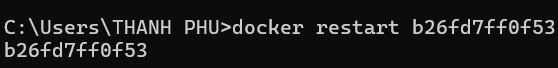 C:\Users\THANH PHU>docker restart b26fd7ff0f53
b26fd7ff0f53